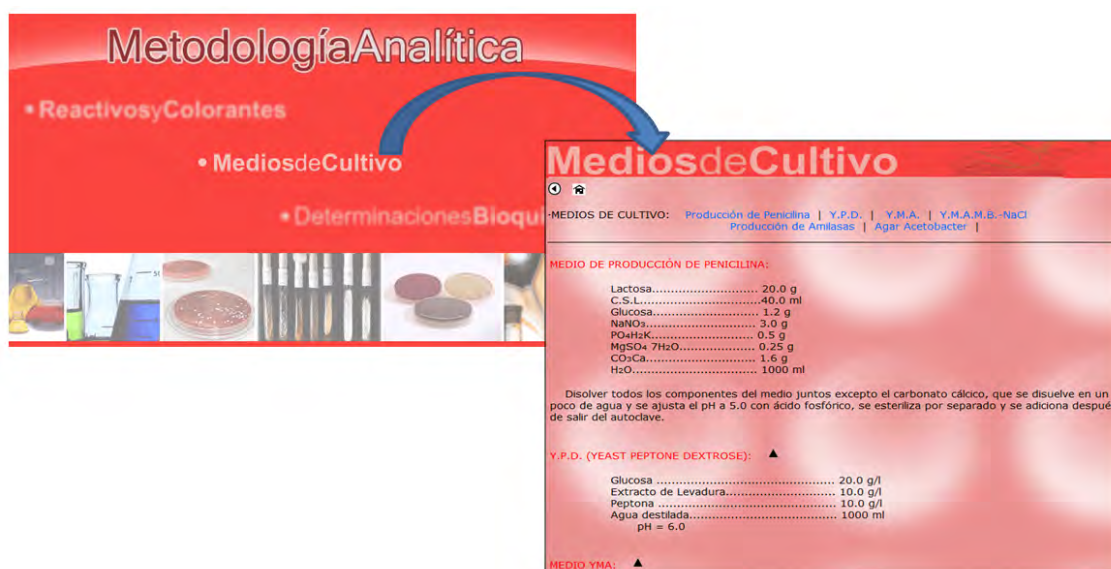 MetodologíaAnalítica
• ReactivosyColorantes
• MediosdeCultivo
• DeterminacionesBioquí
MediosdeCultivo
·MEDIOS DE CULTIVO: Producción de Penicilina | Y.P.D. | Y.M.A. | Y.M.A.M.B.-NaCl
Producción de Amilasas | Agar Acetobacter |
MEDIO DE PRODUCCIÓN DE PENICILINA:
Lactosa............................ 20.0 g
C.S.L................................40.0 ml
Glucosa............................ 1.2 g
NaNO₃............................. 3.0 g
PO₄H₂K........................... 0.5 g
MgSO₄ 7H₂O.................... 0.25 g
CO₃Ca............................. 1.6 g
H₂O................................. 1000 ml
Disolver todos los componentes del medio juntos excepto el carbonato cálcico, que se disuelve en un
poco de agua y se ajusta el pH a 5.0 con ácido fosfórico, se esteriliza por separado y se adiciona despué
de salir del autoclave.
Y.P.D. (YEAST PEPTONE DEXTROSE): ▲
Glucosa ............................................... 20.0 g/l
Extracto de Levadura............................. 10.0 g/l
Peptona ............................................... 10.0 g/l
Agua destilada....................................... 1000 ml
pH = 6.0
MEDIO YMA: ▲